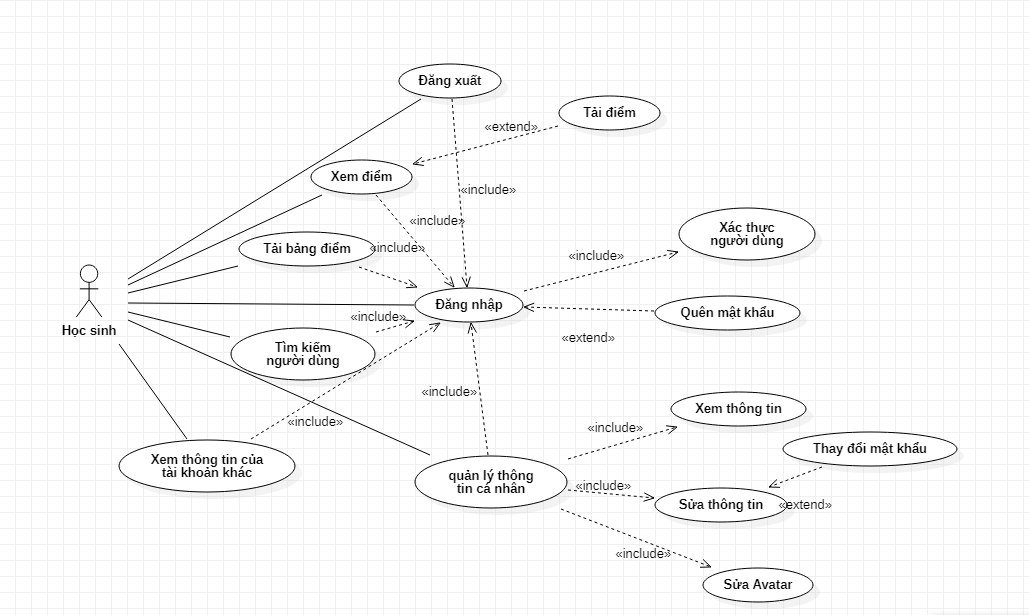 Đăng xuất
Tải điểm
«extend»
Xem điểm
«include»
«include»
Xác thực
người dùng
Tải bảng điểm
«include»
«include»
Đăng nhập
Quên mật khẩu
«include»
«extend»
Học sinh
Tìm kiếm
người dùng
«include»
Xem thông tin
«include»
«include»
Thay đổi mật khẩu
Xem thông tin của
tài khoản khác
quản lý thông
tin cá nhân
«include»
Sửa thông tin
«extend»
«include»
Sửa Avatar